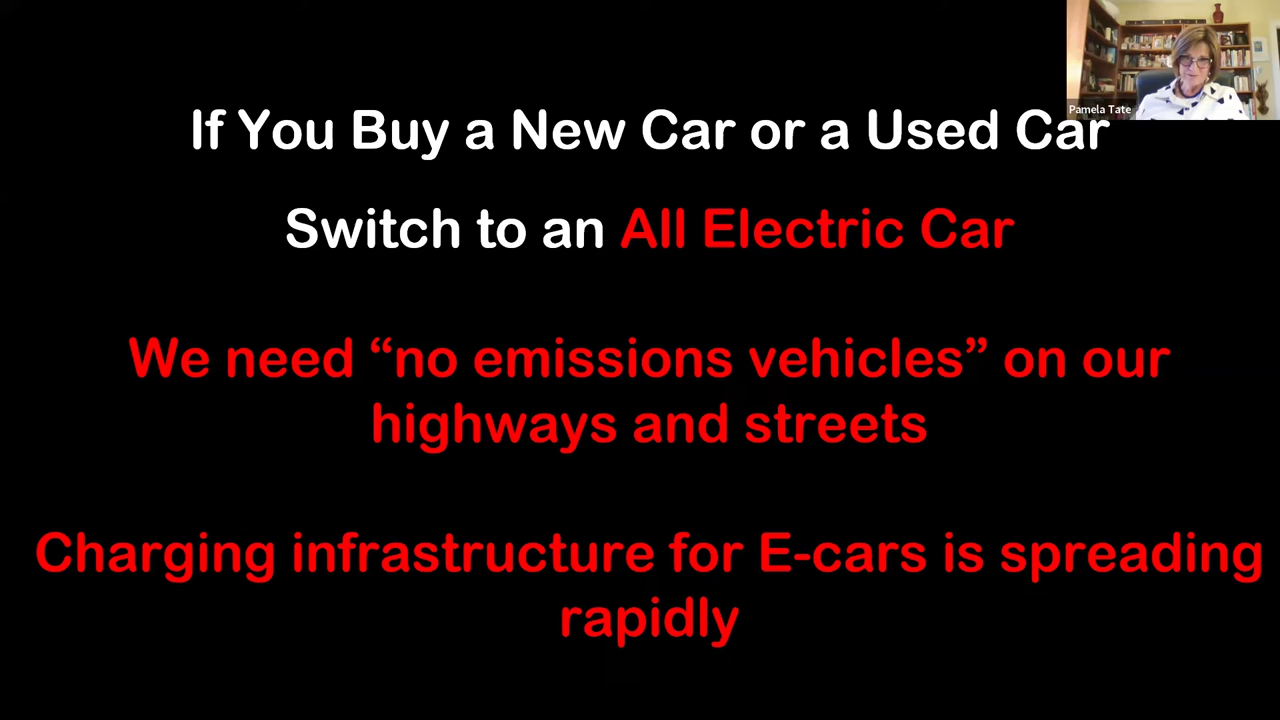 Pamela Tate
If You Buy a New Car or a Used Car
Switch to an All Electric Car
We need “no emissions vehicles” on our
highways and streets
Charging infrastructure for E-cars is spreading
rapidly